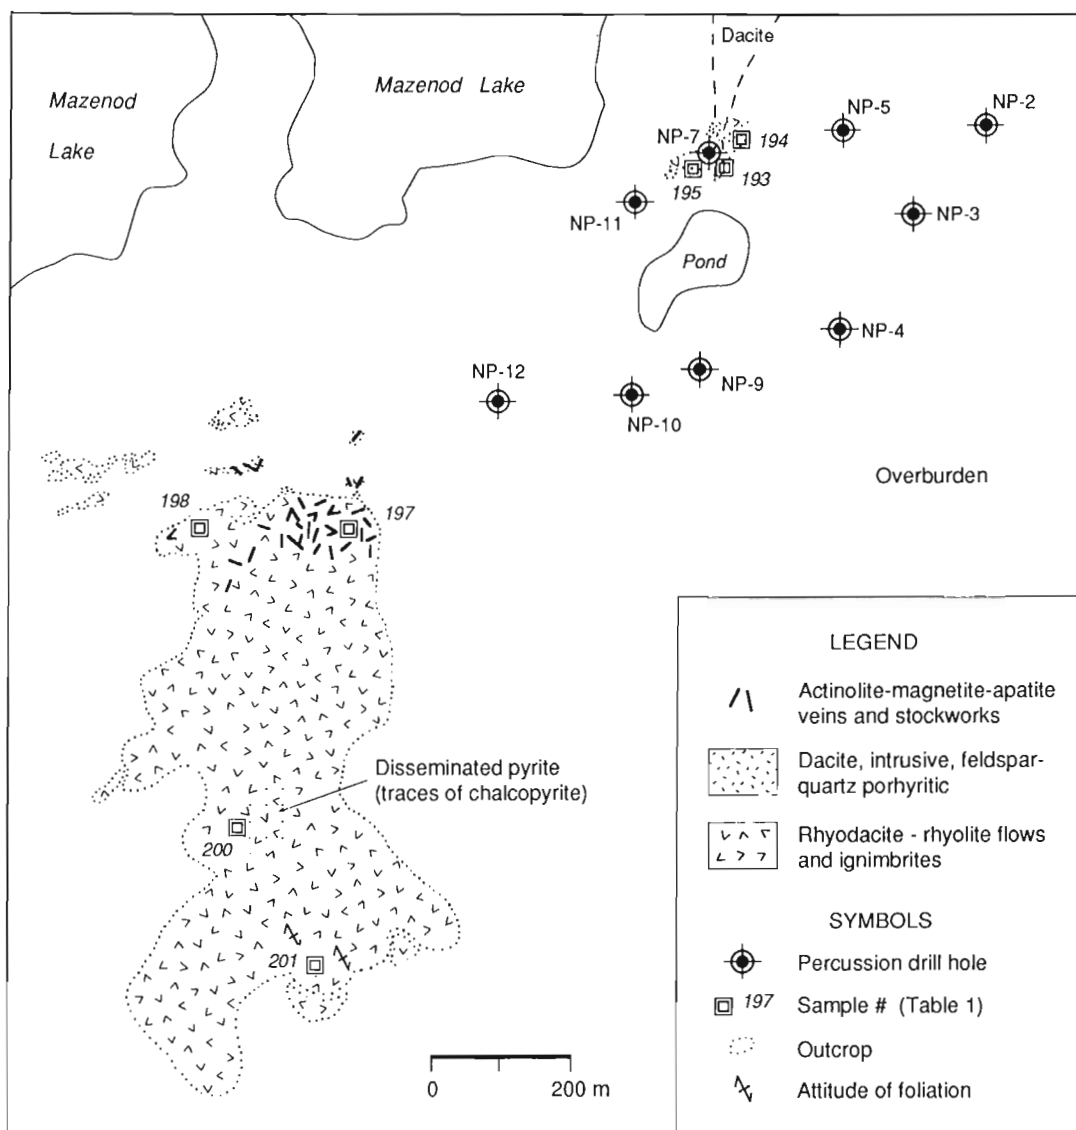 Dacite
Mazenod
Lake
Mazenod Lake
NP-5
NP-2
NP-7
194
193
195
NP-11
NP-3
Pond
NP-4
NP-12
NP-9
NP-10
Overburden
198
197
Disseminated pyrite
(traces of chalcopyrite)
200
201
0
200 m
LEGEND
Actinolite-magnetite-apatite
veins and stockworks
Dacite, intrusive, feldspar-
quartz porhyritic
Rhyodacite - rhyolite flows
and ignimbrites
SYMBOLS
Percussion drill hole
197 Sample # (Table 1)
Outcrop
Attitude of foliation